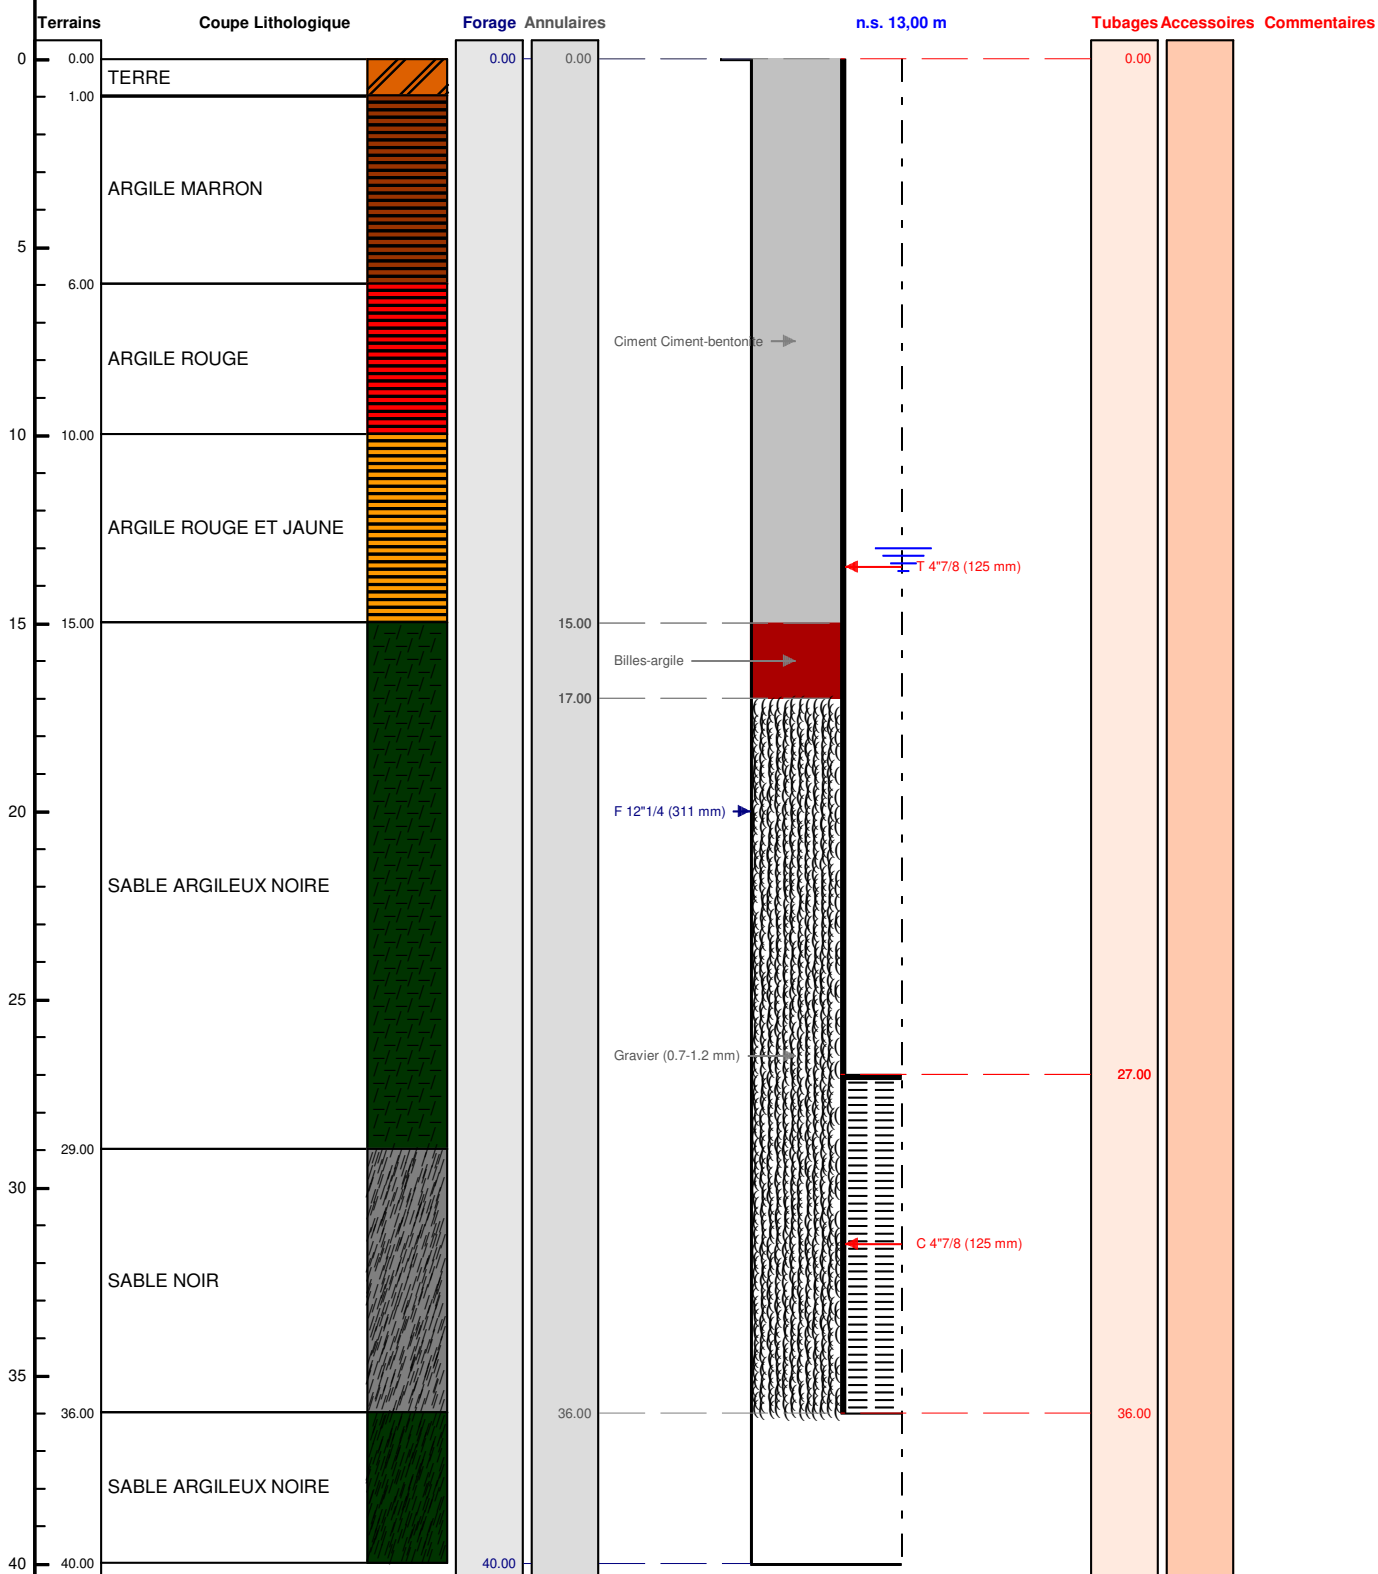 Terrains Coupe Lithologique Forage Annulaires n.s. 13,00 m Tubages Accessoires Commentaires
0 0.00 0.00 0.00 0.00
TERRE
1.00
ARGILE MARRON
5
6.00
Ciment Ciment-bentonite
ARGILE ROUGE
10 10.00
ARGILE ROUGE ET JAUNE
T 4"7/8 (125 mm)
15 15.00 15.00
Billes-argile
17.00
20 F 12"1/4 (311 mm)
SABLE ARGILEUX NOIRE
25
Gravier (0.7-1.2 mm)
27.00
29.00
30
C 4"7/8 (125 mm)
SABLE NOIR
35
36.00 36.00 36.00
SABLE ARGILEUX NOIRE
40 40.00 40.00